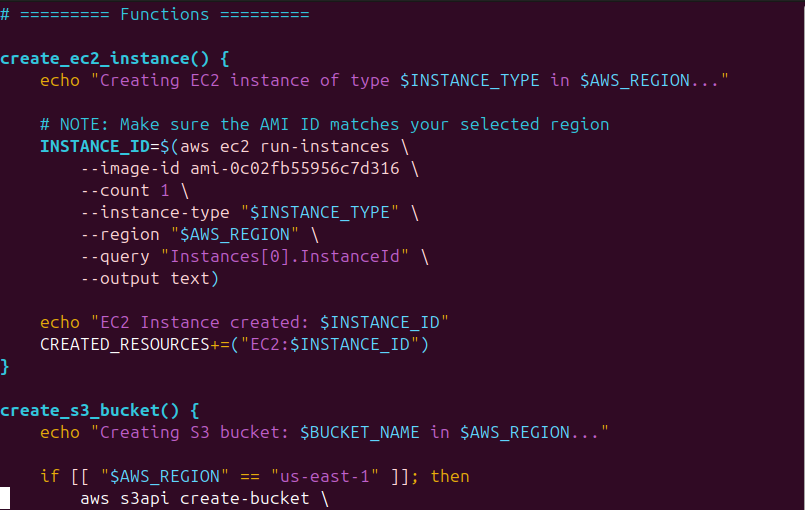 # ========= Functions =========
create_ec2_instance() {
    echo "Creating EC2 instance of type $INSTANCE_TYPE in $AWS_REGION..."
    # NOTE: Make sure the AMI ID matches your selected region
    INSTANCE_ID=$(aws ec2 run-instances \
        --image-id ami-0c02fb55956c7d316 \
        --count 1 \
        --instance-type "$INSTANCE_TYPE" \
        --region "$AWS_REGION" \
        --query "Instances[0].InstanceId" \
        --output text)
    echo "EC2 Instance created: $INSTANCE_ID"
    CREATED_RESOURCES+=("EC2:$INSTANCE_ID")
}
create_s3_bucket() {
    echo "Creating S3 bucket: $BUCKET_NAME in $AWS_REGION..."
    if [[ "$AWS_REGION" == "us-east-1" ]]; then
        aws s3api create-bucket \